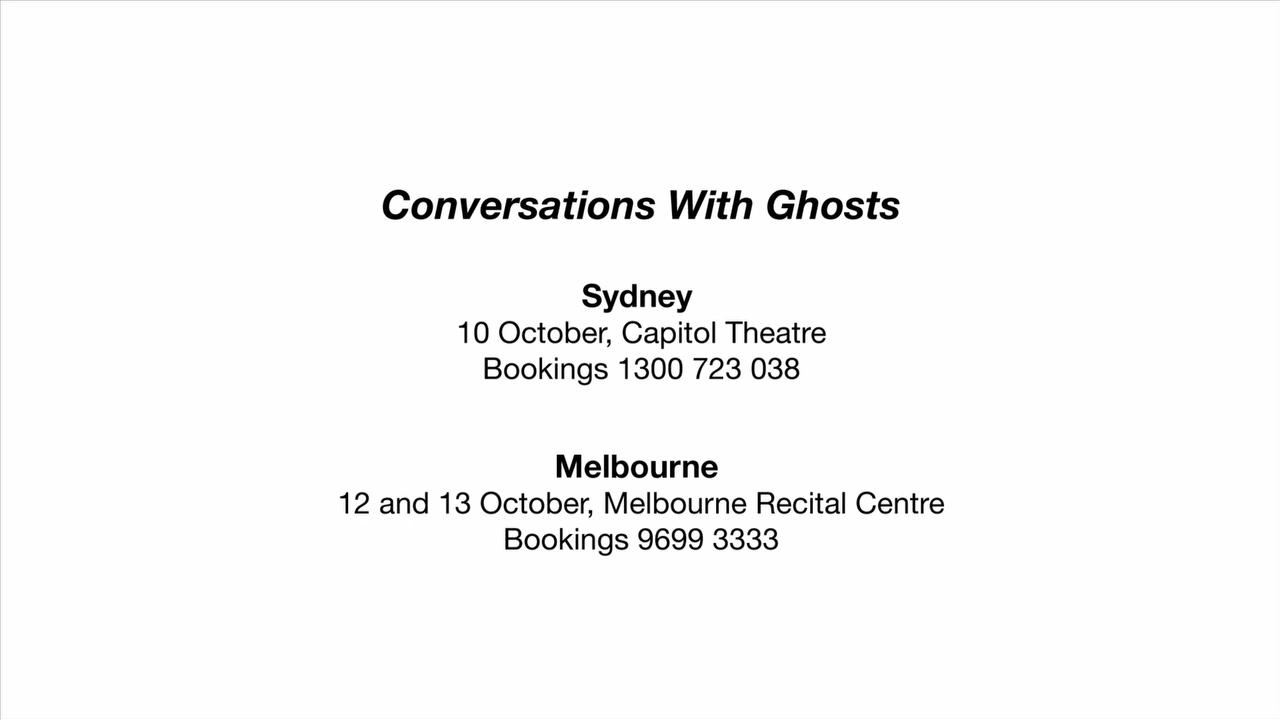 Conversations With Ghosts
Sydney
10 October, Capitol Theatre
Bookings 1300 723 038
Melbourne
12 and 13 October, Melbourne Recital Centre
Bookings 9699 3333